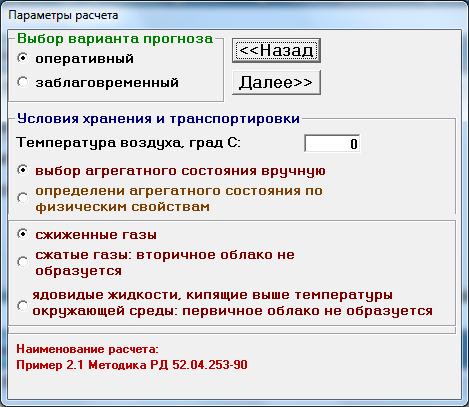 Параметры расчета
Выбор варианта прогноза
оперативный
заблаговременный
<<Назад
Далее>>
Условия хранения и транспортировки
Температура воздуха, град С:
0
выбор агрегатного состояния вручную
определени агрегатного состояния по
физическим свойствам
сжиженные газы
сжатые газы: вторичное облако не
образуется
ядовидые жидкости, кипящие выше температуры
окружающей среды: первичное облако не образуется
Наименование расчета:
Пример 2.1 Методика РД 52.04.253-90